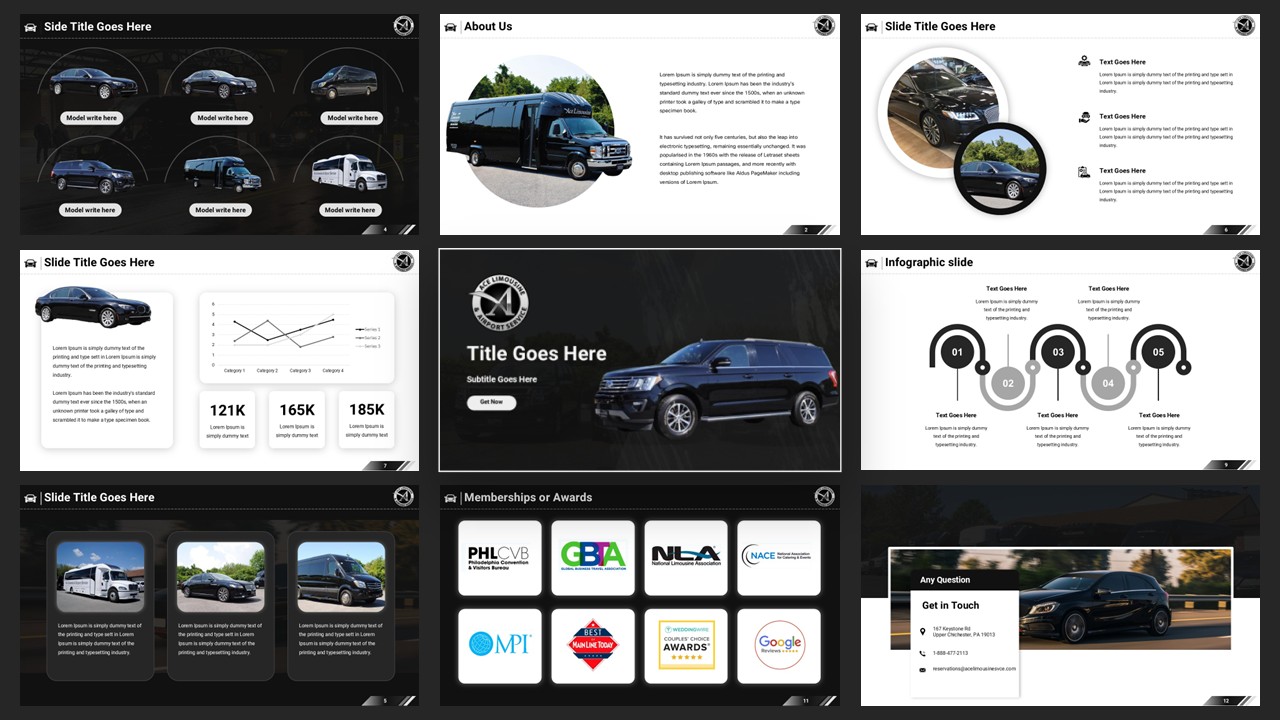 Side Title Goes Here
Model write here
Model write here
Model write here
Model write here
Model write here
Model write here
4
About Us
Lorem Ipsum is simply dummy text of the printing and
typesetting industry. Lorem Ipsum has been the industry's
standard dummy text ever since the 1500s, when an unknown
printer took a galley of type and scrambled it to make a type
specimen book.
It has survived not only five centuries, but also the leap into
electronic typesetting, remaining essentially unchanged. It was
popularised in the 1960s with the release of Letraset sheets
containing Lorem Ipsum passages, and more recently with
desktop publishing software like Aldus PageMaker including
versions of Lorem Ipsum.
2
Slide Title Goes Here
Text Goes Here
Lorem Ipsum is simply dummy text of the printing and type sett in
Lorem Ipsum is simply dummy text of the printing and typesetting
industry.
Text Goes Here
Lorem Ipsum is simply dummy text of the printing and type sett in
Lorem Ipsum is simply dummy text of the printing and typesetting
industry.
Text Goes Here
Lorem Ipsum is simply dummy text of the printing and type sett in
Lorem Ipsum is simply dummy text of the printing and typesetting
industry.
6
Slide Title Goes Here
Lorem Ipsum is simply dummy text of the
printing and type sett in Lorem Ipsum is simply
dummy text of the printing and typesetting
industry.
Lorem Ipsum has been the industry's standard
dummy text ever since the 1500s, when an
unknown printer took a galley of type and
scrambled it to make a type specimen book.
6
5
4
3
2
1
0
Category 1 Category 2 Category 3 Category 4
Series 1
Series 2
Series 3
121K
Lorem Ipsum is
simply dummy text
165K
Lorem Ipsum is
simply dummy text
185K
Lorem Ipsum is
simply dummy text
7
ACE LIMOUSINE
Title Goes Here
Subtitle Goes Here
Get Now
Infographic slide
Text Goes Here
Lorem Ipsum is simply dummy
text of the printing and
typesetting industry.
Text Goes Here
Lorem Ipsum is simply dummy
text of the printing and
typesetting industry.
01
02
03
04
05
Text Goes Here
Lorem Ipsum is simply dummy
text of the printing and
typesetting industry.
Text Goes Here
Lorem Ipsum is simply dummy
text of the printing and
typesetting industry.
Text Goes Here
Lorem Ipsum is simply dummy
text of the printing and
typesetting industry.
9
Slide Title Goes Here
Lorem Ipsum is simply dummy text of
the printing and type sett in Lorem
Ipsum is simply dummy text of the
printing and typesetting industry.
Lorem Ipsum is simply dummy text of
the printing and type sett in Lorem
Ipsum is simply dummy text of the
printing and typesetting industry.
Lorem Ipsum is simply dummy text of
the printing and type sett in Lorem
Ipsum is simply dummy text of the
printing and typesetting industry.
5
Memberships or Awards
PHLCVB
Philadelphia Convention
& Visitors Bureau
GBTA
GLOBAL BUSINESS TRAVEL ASSOCIATION
NLA
National Limousine Association
NACE
National Association
for Catering & Events
MPI
BEST
OF
MAIN LINE TODAY
WEDDINGWIRE
COUPLES' CHOICE
AWARDS
Google
Reviews
11
Any Question
Get in Touch
167 Keystone Rd
Upper Chichester, PA 19013
1-888-477-2113
reservations@acelimousinesvce.com
12